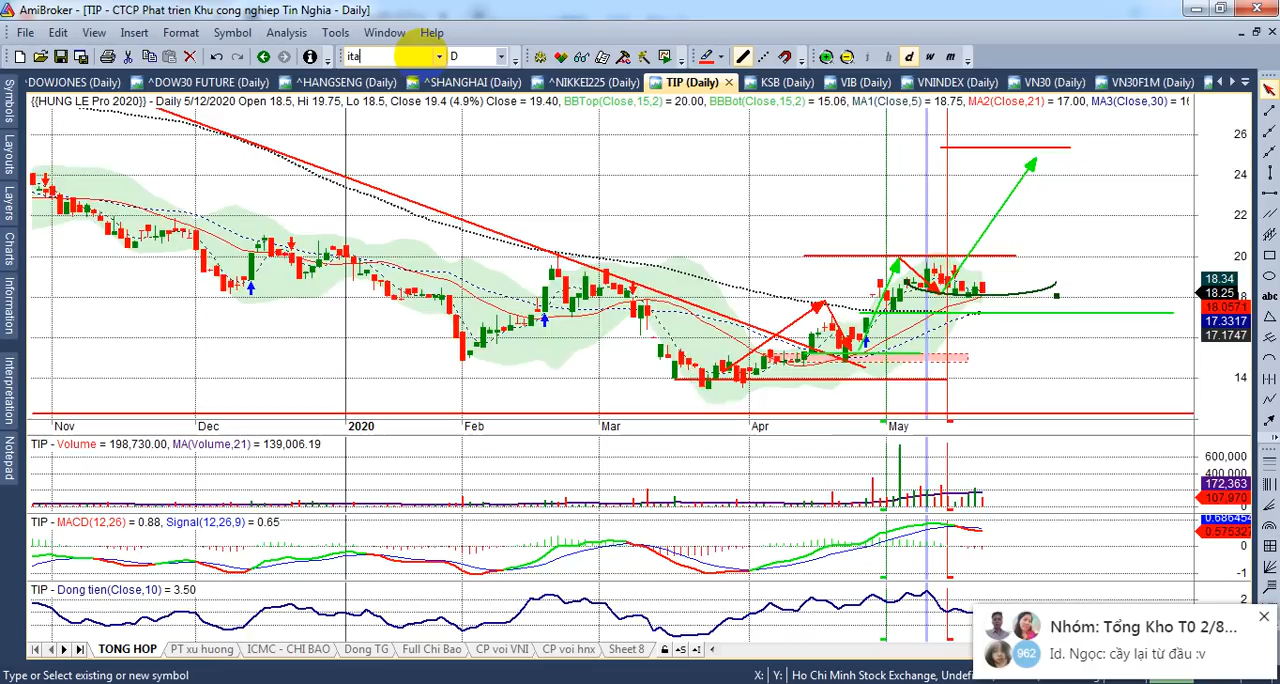 AmiBroker - [TIP - CTCP Phat trien Khu cong nghiep Tin Nghia - Daily]
File Edit View Insert Format Symbol Analysis Tools Window Help
ita D i h i d w m
DOWJONES (Daily) ^DOW30 FUTURE (Daily) ^HANGSENG (Daily) ^SHANGHAI (Daily) ^NIKKEI225 (Daily) TIP (Daily) KSB (Daily) VIB (Daily) VNINDEX (Daily) VN30 (Daily) VN30F1M (Daily)
{{HUNG LE Pro 2020}} - Daily 5/12/2020 Open 18.5, Hi 19.75, Lo 18.5, Close 19.4 (4.9%) Close = 19.40, BBTop(Close,15,2) = 20.00, BBBot(Close,15,2) = 15.06, MA1(Close,5) = 18.75, MA2(Close,21) = 17.00, MA3(Close,30) = 16
Symbols
Layouts
Layers
Charts
Information
Interpretation
Notepad
abc
26
24
22
20
18.34
18.25
18.0571
17.3317
17.1747
14
Nov Dec 2020 Feb Mar Apr May
TIP - Volume = 198,730.00, MA(Volume,21) = 139,006.19
600,000
400,000
172,363
107,970
0
TIP - MACD(12,26) = 0.88, Signal(12,26,9) = 0.65
0.686454
0.575327
0
-1
TIP - Dong tien(Close,10) = 3.50
2
Nhóm: Tổng Kho T0 2/8...
962 Id. Ngọc: cầy lại từ đầu :v
TONG HOP PT xu huong ICMC - CHI BAO Dong TG Full Chi Bao CP voi VNI CP voi hnx Sheet 8
Type or Select existing or new symbol X: Y: Ho Chi Minh Stock Exchange, Undef